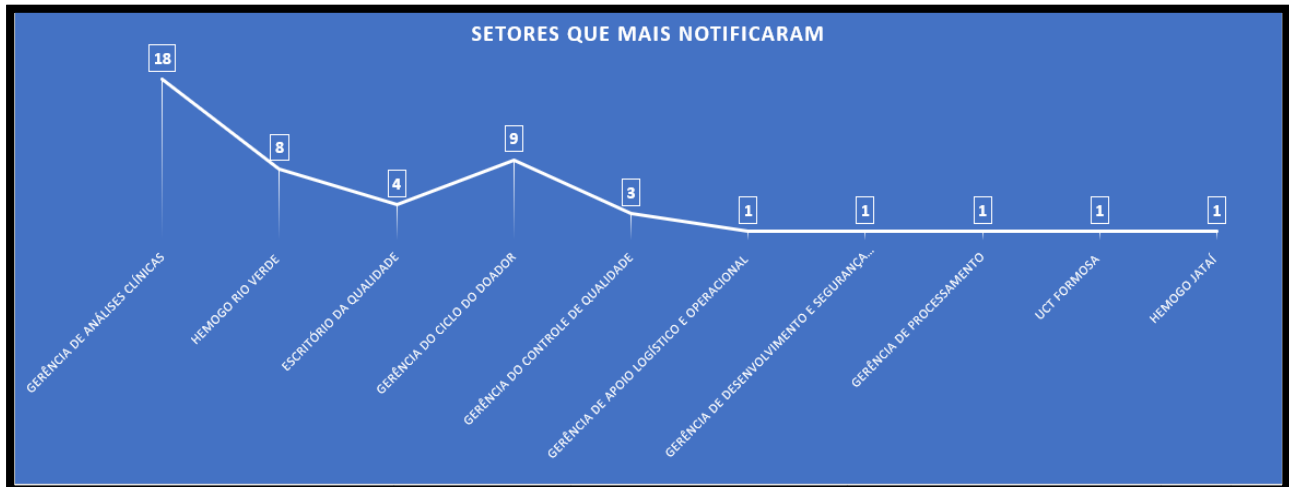 SETORES QUE MAIS NOTIFICARAM
18
8
4
9
3
1
1
1
1
1
GERÊNCIA DE ANÁLISES CLÍNICAS
HEMOGO RIO VERDE
ESCRITÓRIO DA QUALIDADE
GERÊNCIA DO CICLO DO DOADOR
GERÊNCIA DO CONTROLE DE QUALIDADE
GERÊNCIA DE APOIO LOGÍSTICO E OPERACIONAL
GERÊNCIA DE DESENVOLVIMENTO E SEGURANÇA...
GERÊNCIA DE PROCESSAMENTO
UCT FORMOSA
HEMOGO JATAÍ